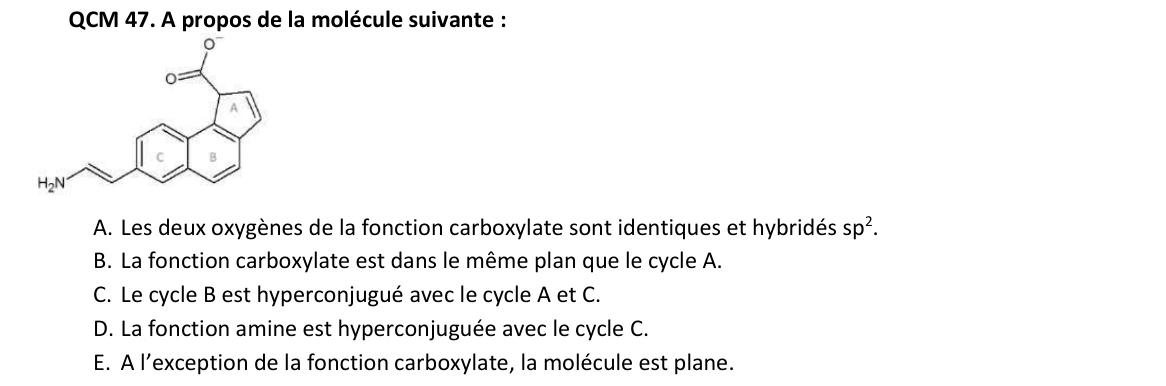 QCM 47. A propos de la molécule suivante :
O⁻
O
A
C
B
H₂N
A. Les deux oxygènes de la fonction carboxylate sont identiques et hybridés sp².
B. La fonction carboxylate est dans le même plan que le cycle A.
C. Le cycle B est hyperconjugué avec le cycle A et C.
D. La fonction amine est hyperconjuguée avec le cycle C.
E. A l’exception de la fonction carboxylate, la molécule est plane.